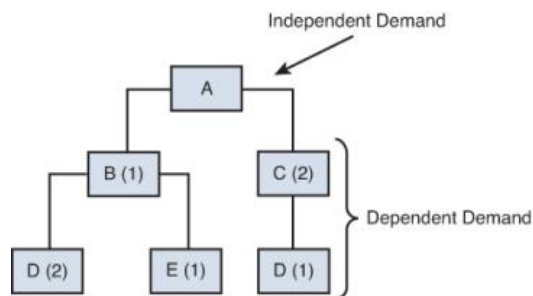 Independent Demand
A
B (1)
C (2)
Dependent Demand
D (2)
E (1)
D (1)